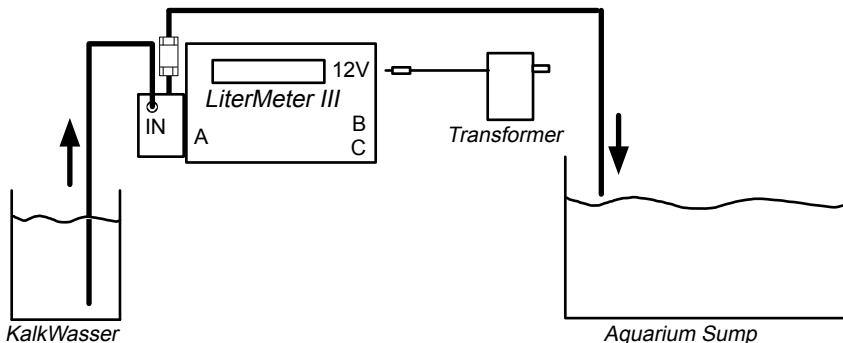 12V
LiterMeter III
IN
A
B
C
Transformer
KalkWasser
Aquarium Sump